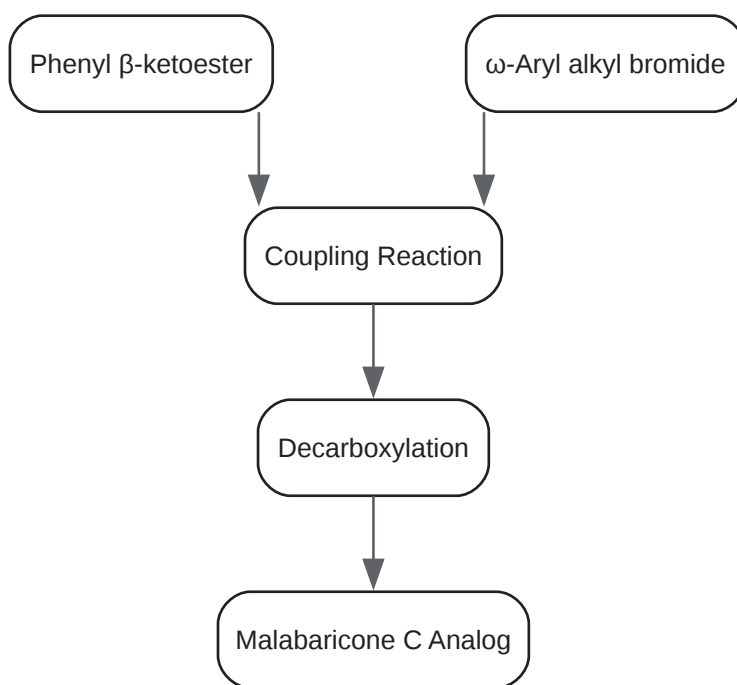 Phenyl β-ketoester
ω-Aryl alkyl bromide
Coupling Reaction
Decarboxylation
Malabaricone C Analog